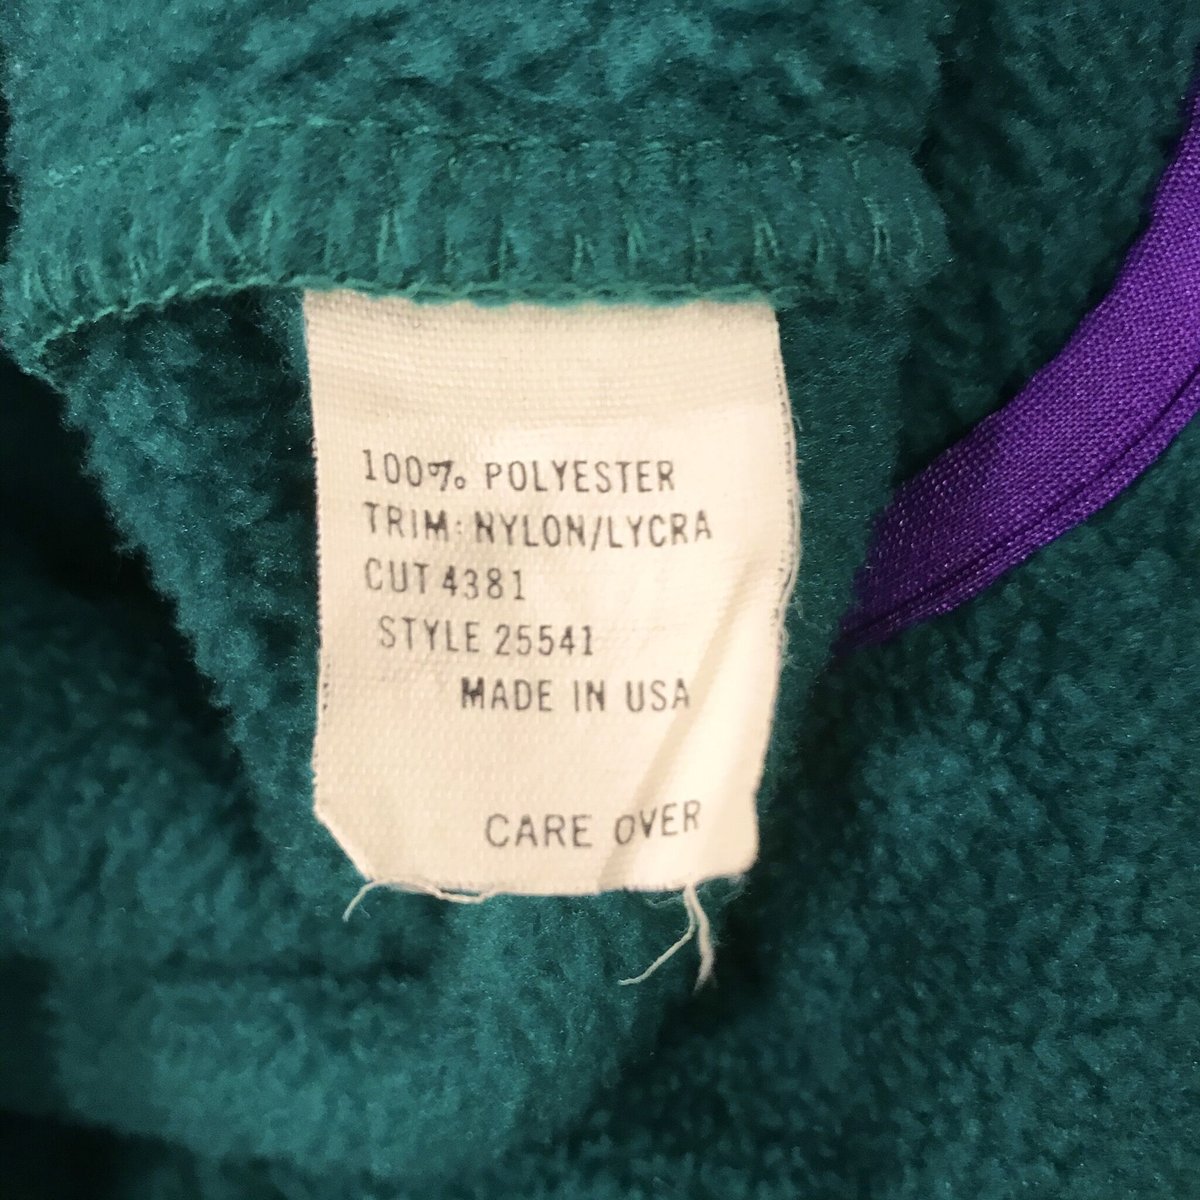 100% POLYESTER
TRIM: NYLON/LYCRA
CUT 4381
STYLE 25541
MADE IN USA
CARE OVER